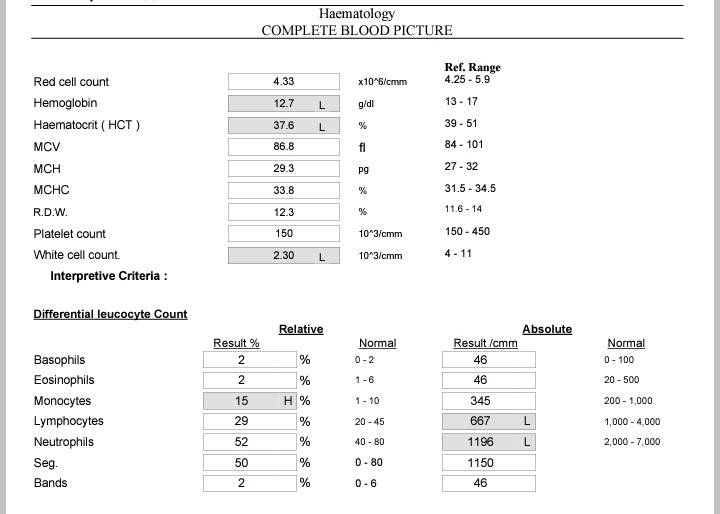 Haematology
COMPLETE BLOOD PICTURE
Ref. Range
Red cell count 4.33 x10^6/cmm 4.25 - 5.9
Hemoglobin 12.7 L g/dl 13 - 17
Haematocrit ( HCT ) 37.6 L % 39 - 51
MCV 86.8 fl 84 - 101
MCH 29.3 pg 27 - 32
MCHC 33.8 % 31.5 - 34.5
R.D.W. 12.3 % 11.6 - 14
Platelet count 150 10^3/cmm 150 - 450
White cell count. 2.30 L 10^3/cmm 4 - 11
Interpretive Criteria :
Differential leucocyte Count
Relative Absolute
Result % Normal Result /cmm Normal
Basophils 2 % 0 - 2 46 0 - 100
Eosinophils 2 % 1 - 6 46 20 - 500
Monocytes 15 H % 1 - 10 345 200 - 1,000
Lymphocytes 29 % 20 - 45 667 L 1,000 - 4,000
Neutrophils 52 % 40 - 80 1196 L 2,000 - 7,000
Seg. 50 % 0 - 80 1150
Bands 2 % 0 - 6 46